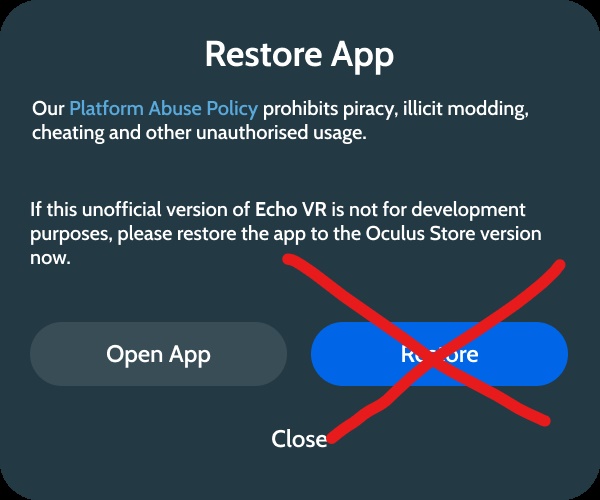 Restore App
Our Platform Abuse Policy prohibits piracy, illicit modding,
cheating and other unauthorised usage.
If this unofficial version of Echo VR is not for development
purposes, please restore the app to the Oculus Store version
now.
Open App
Restore
Close